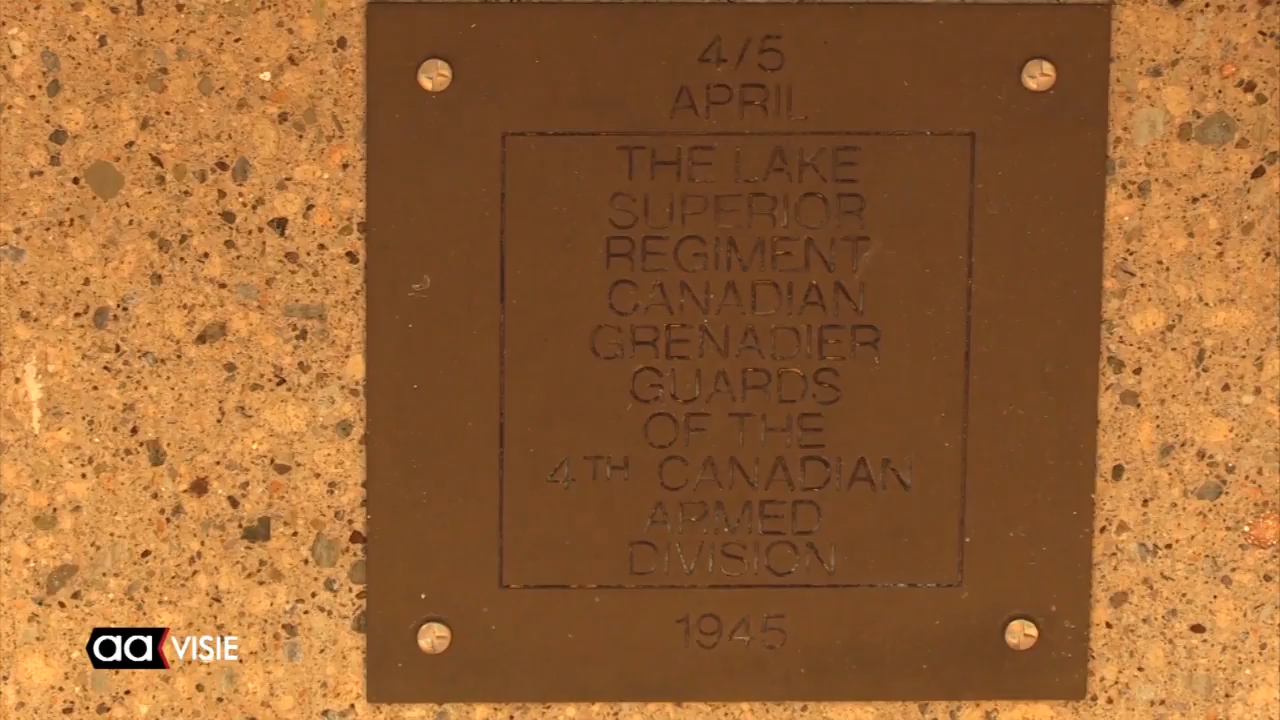 4/5
APRIL
THE LAKE
SUPERIOR
REGIMENT
CANADIAN
GRENADIER
GUARDS
OF THE
4TH CANADIAN
ARMED
DIVISION
1945
aa VISIE